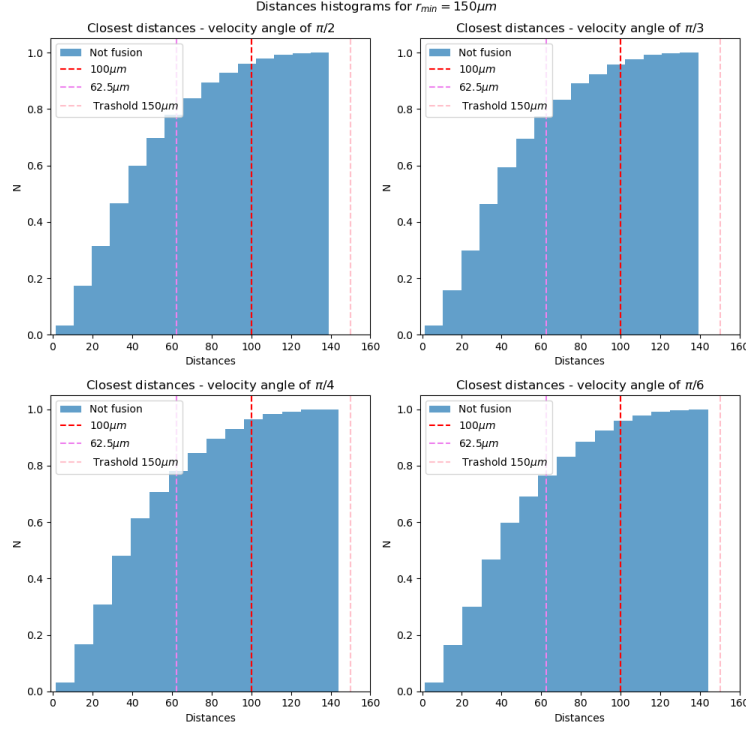 Distances histograms for r_min = 150μm
Closest distances - velocity angle of π/2
Not fusion
100μm
62.5μm
Trashold 150μm
N
1.0
0.8
0.6
0.4
0.2
0.0
0 20 40 60 80 100 120 140 160
Distances
Closest distances - velocity angle of π/3
Not fusion
100μm
62.5μm
Trashold 150μm
N
1.0
0.8
0.6
0.4
0.2
0.0
0 20 40 60 80 100 120 140 160
Distances
Closest distances - velocity angle of π/4
Not fusion
100μm
62.5μm
Trashold 150μm
N
1.0
0.8
0.6
0.4
0.2
0.0
0 20 40 60 80 100 120 140 160
Distances
Closest distances - velocity angle of π/6
Not fusion
100μm
62.5μm
Trashold 150μm
N
1.0
0.8
0.6
0.4
0.2
0.0
0 20 40 60 80 100 120 140 160
Distances